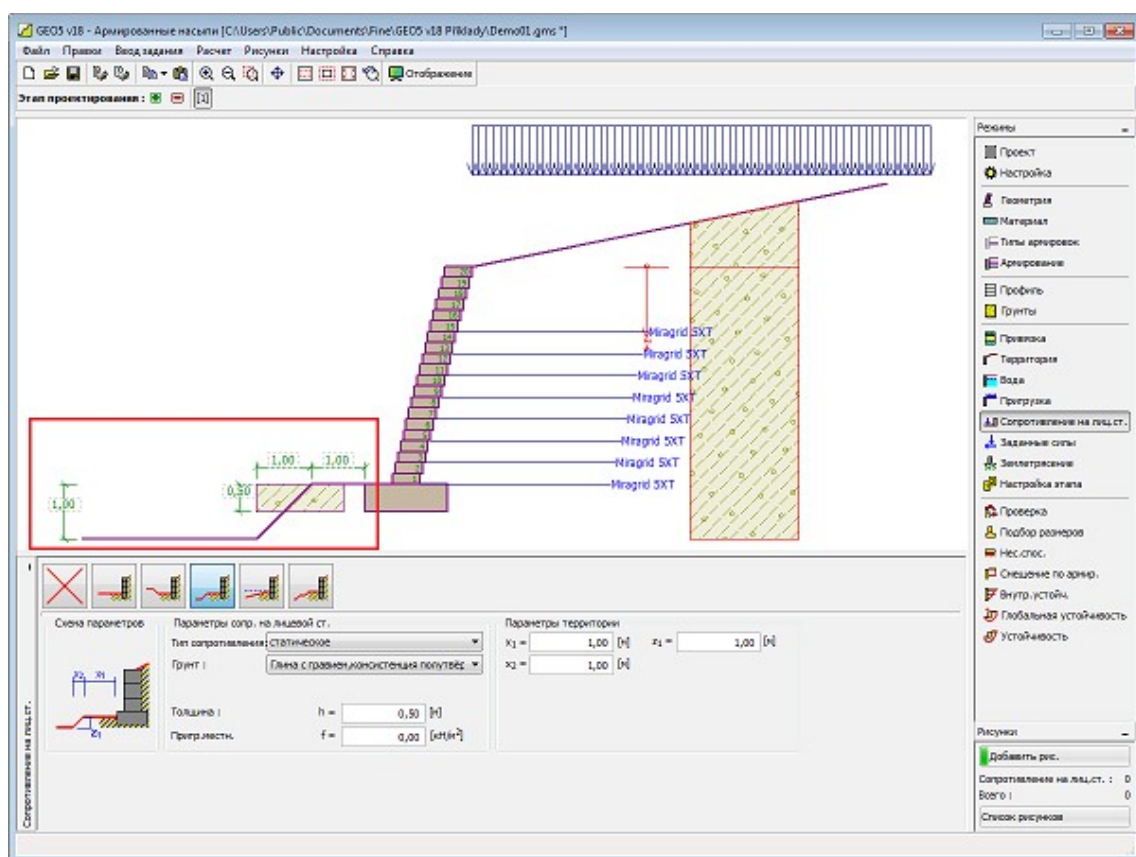 GEO5 v18 - Армированные насыпи [C:\Users\Public\Documents\Fine\GEO5 v18 Příklady\Demo01.gms *]
Файл Правки Ввод задания Расчет Рисунки Настройка Справка
Отображение
Этап проектирования : [1]
Miragrid 5XT
Miragrid 5XT
Miragrid 5XT
Miragrid 5XT
Miragrid 5XT
Miragrid 5XT
Miragrid 5XT
Miragrid 5XT
1,00 1,00
0,50
1,00
Режимы
Проект
Настройка
Геометрия
Материал
Типы армировок
Армирование
Профиль
Грунты
Привязка
Территория
Вода
Пригрузка
Сопротивление на лиц.ст.
Заданные силы
Землетрясение
Настройка этапа
Проверка
Подбор размеров
Нес.спос.
Смещение по армир.
Внутр.устойч.
Глобальная устойчивость
Устойчивость
Рисунки
Добавить рис.
Сопротивление на лиц.ст. : 0
Всего : 0
Список рисунков
Сопротивление на лиц.ст.
Схема параметров
x2 x1
z1
Параметры сопр. на лицевой ст.
Тип сопротивления: статическое
Грунт : Глина с гравием,консистенция полутвёр
Толщина : h = 0,50 [м]
Пригр.местн. f = 0,00 [кН/м²]
Параметры территории
x1 = 1,00 [м] z1 = 1,00 [м]
x2 = 1,00 [м]